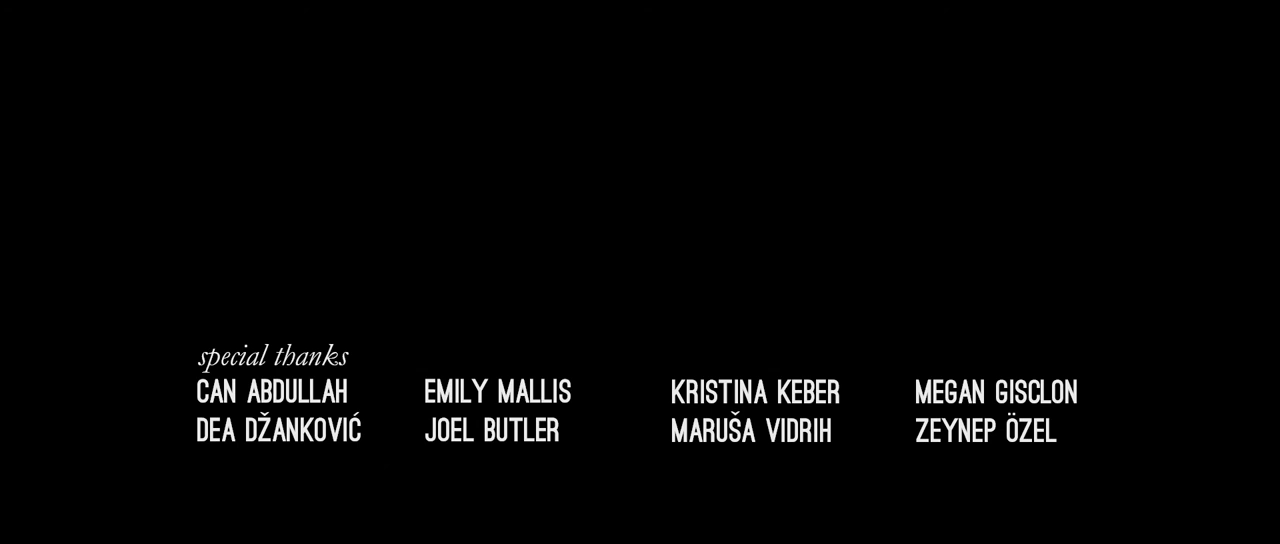 special thanks
CAN ABDULLAH EMILY MALLIS KRISTINA KEBER MEGAN GISCLON
DEA DŽANKOVIĆ JOEL BUTLER MARUŠA VIDRIH ZEYNEP ÖZEL